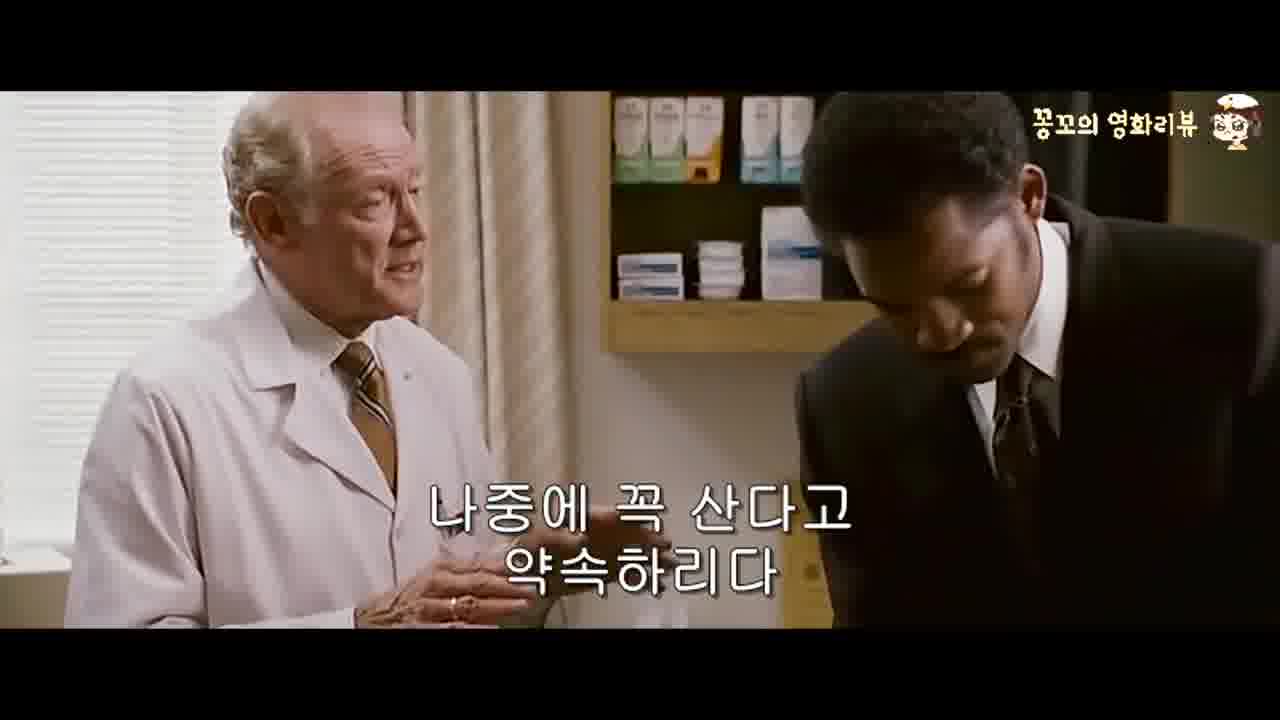 꽁꼬의 영화리뷰
나중에 꼭 산다고
약속하리다